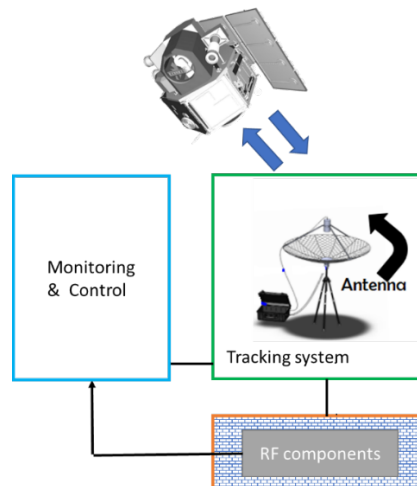 Monitoring
& Control
Antenna
Tracking system
RF components